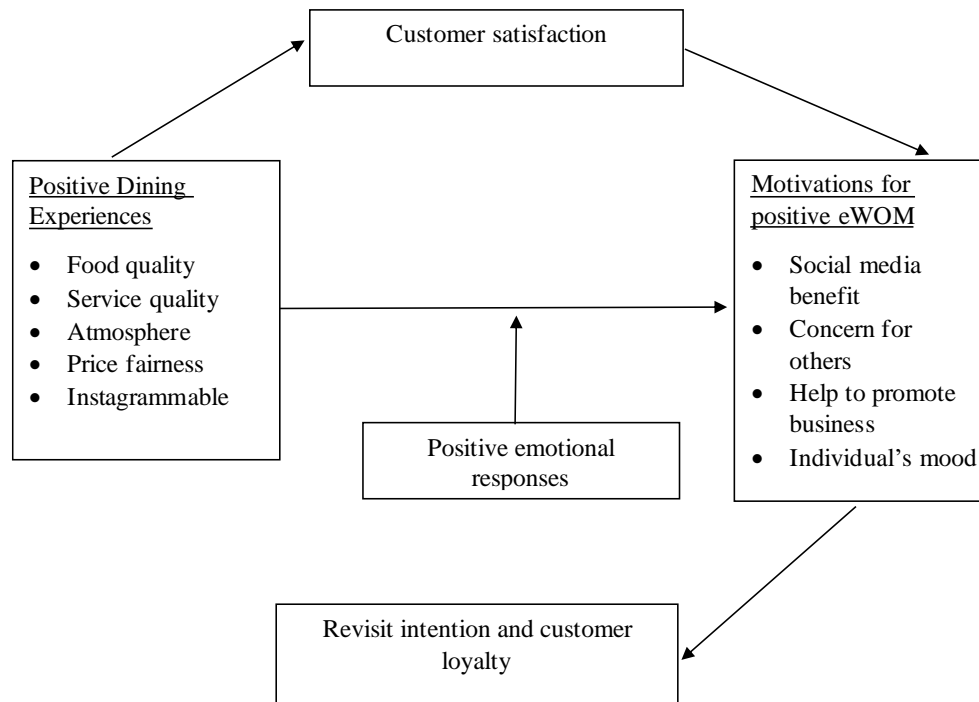 Customer satisfaction
Positive Dining
Experiences
• Food quality
• Service quality
• Atmosphere
• Price fairness
• Instagrammable
Motivations for
positive eWOM
• Social media
benefit
• Concern for
others
• Help to promote
business
• Individual’s mood
Positive emotional
responses
Revisit intention and customer
loyalty